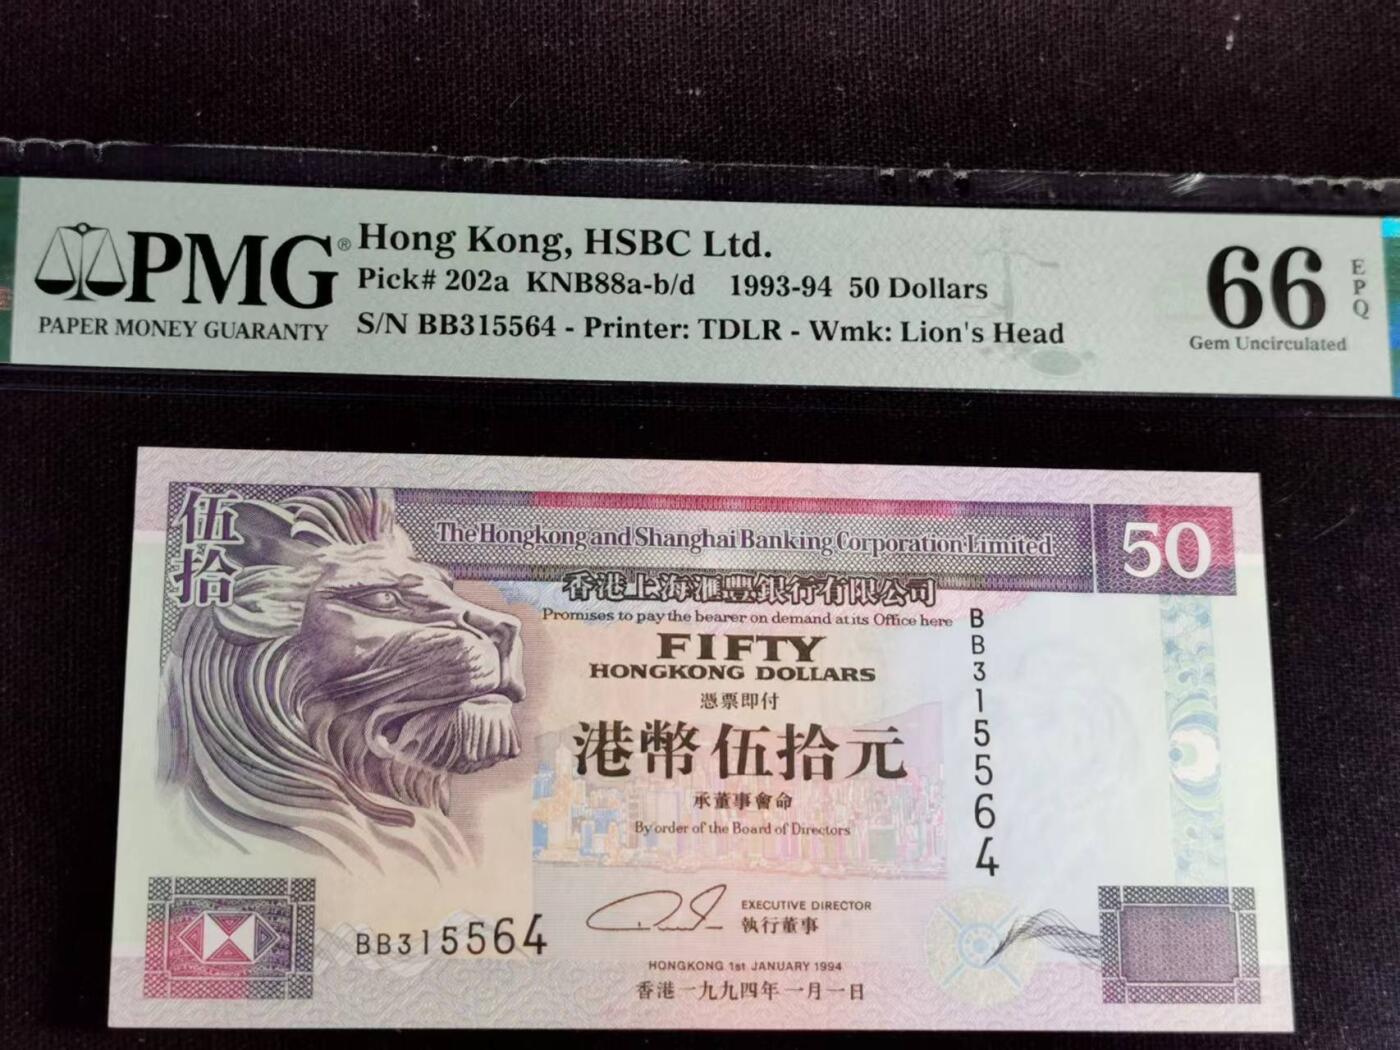 PMG®
PAPER MONEY GUARANTY
Hong Kong, HSBC Ltd.
Pick# 202a KNB88a-b/d 1993-94 50 Dollars
S/N BB315564 - Printer: TDLR - Wmk: Lion's Head
66
EPQ
Gem Uncirculated
伍拾
The Hongkong and Shanghai Banking Corporation Limited
50
香港上海滙豐銀行有限公司
Promises to pay the bearer on demand at its Office here
BB315564
FIFTY
HONGKONG DOLLARS
憑票即付
港幣伍拾元
承董事會命
By order of the Board of Directors
EXECUTIVE DIRECTOR
執行董事
BB315564
HONGKONG 1st JANUARY 1994
香港一九九四年一月一日